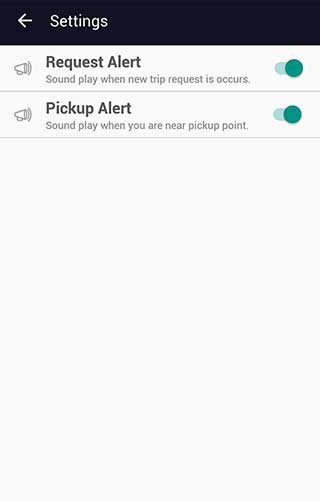 Settings
Request Alert
Sound play when new trip request is occurs.
Pickup Alert
Sound play when you are near pickup point.